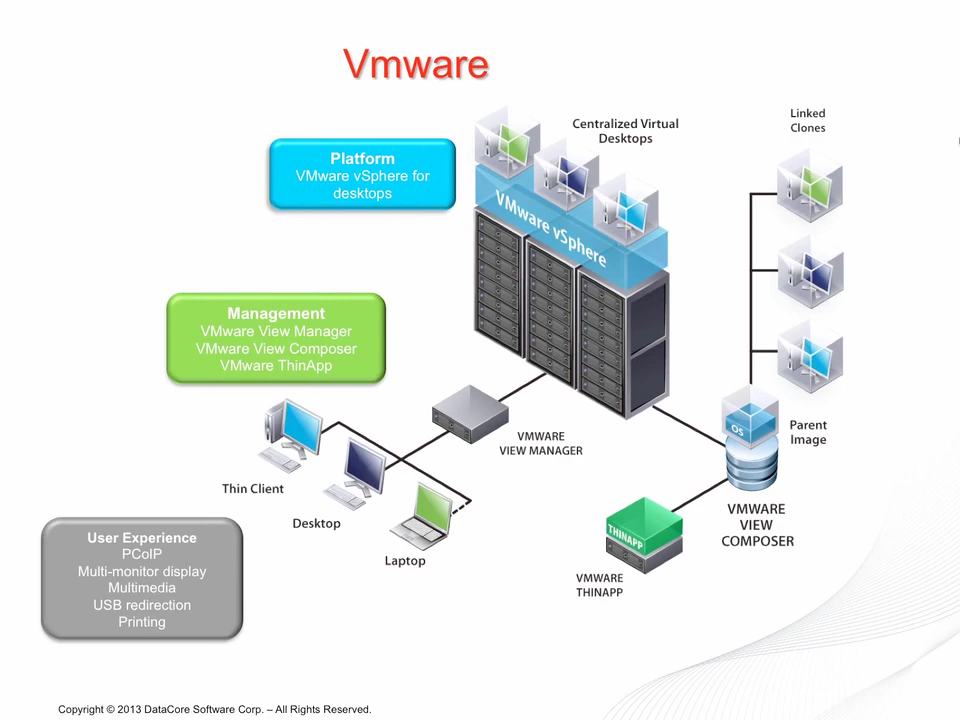 Vmware
Centralized Virtual
Desktops
Linked
Clones
Platform
VMware vSphere for
desktops
VMware vSphere
Management
VMware View Manager
VMware View Composer
VMware ThinApp
OS
Parent
Image
VMWARE
VIEW MANAGER
Thin Client
Desktop
Laptop
VMWARE
VIEW
COMPOSER
THINAPP
VMWARE
THINAPP
User Experience
PCoIP
Multi-monitor display
Multimedia
USB redirection
Printing
Copyright © 2013 DataCore Software Corp. – All Rights Reserved.